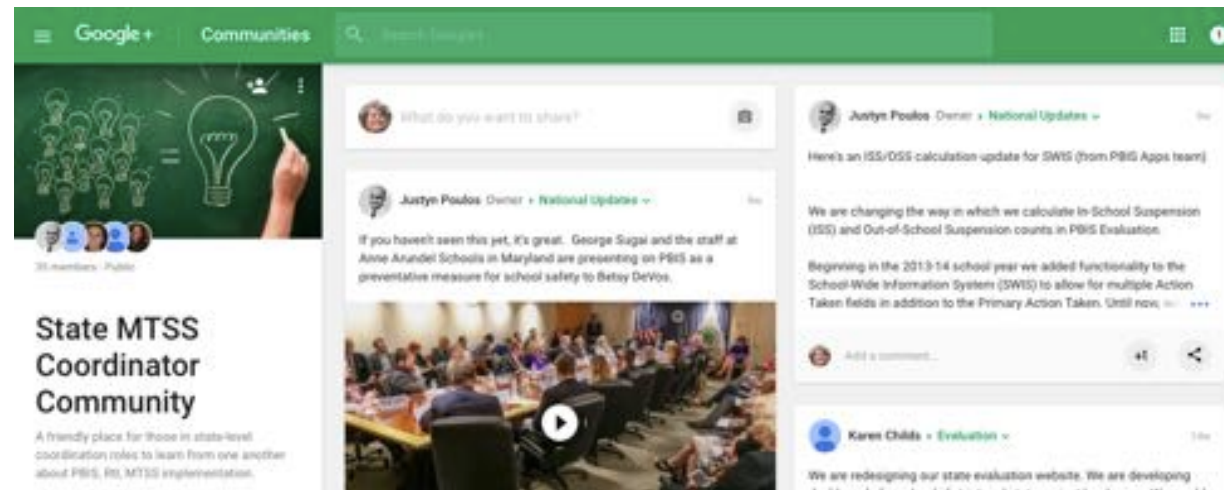 Google+ Communities
Search Google+
35 members - Public
State MTSS
Coordinator
Community
A friendly place for those in state-level
coordination roles to learn from one another
about PBIS, RtI, MTSS implementation.
What do you want to share?
Justyn Poulos Owner ▸ National Updates
If you haven't seen this yet, it's great. George Sugai and the staff at
Anne Arundel Schools in Maryland are presenting on PBIS as a
preventative measure for school safety to Betsy DeVos.
Justyn Poulos Owner ▸ National Updates
Here's an ISS/OSS calculation update for SWIS (from PBIS Apps team)
We are changing the way in which we calculate In-School Suspension
(ISS) and Out-of-School Suspension counts in PBIS Evaluation.
Beginning in the 2013-14 school year we added functionality to the
School-Wide Information System (SWIS) to allow for multiple Action
Taken fields in addition to the Primary Action Taken. Until now,
Add a comment...
+1
Karen Childs ▸ Evaluation
We are redesigning our state evaluation website. We are developing